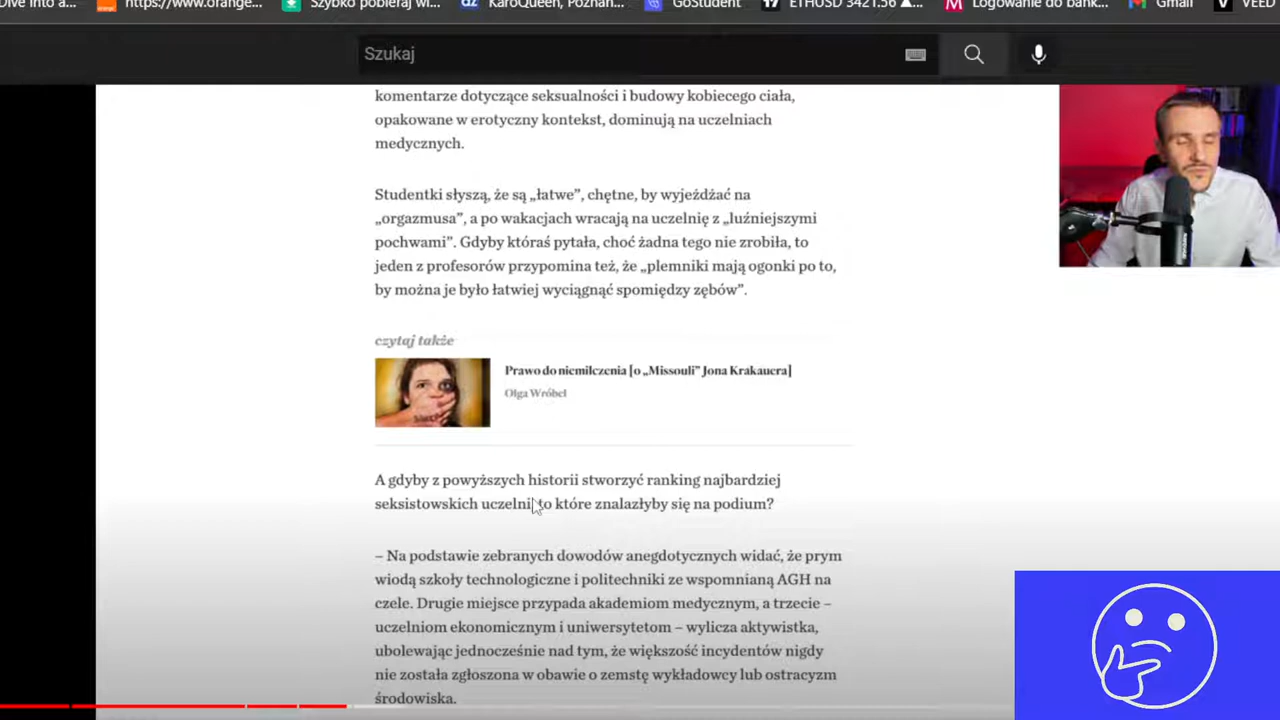 Dive into a...
https://www.orange...
Szybko pobieraj wi...
KaroQueen, Poznań...
GoStudent
ETHUSD 3421.56 ▲...
Logowanie do bank...
Gmail
VEED
Szukaj
komentarze dotyczące seksualności i budowy kobiecego ciała,
opakowane w erotyczny kontekst, dominują na uczelniach
medycznych.
Studentki słyszą, że są „łatwe”, chętne, by wyjeżdżać na
„orgazmusa”, a po wakacjach wracają na uczelnię z „luźniejszymi
pochwami”. Gdyby któraś pytała, choć żadna tego nie zrobiła, to
jeden z profesorów przypomina też, że „plemniki mają ogonki po to,
by można je było łatwiej wyciągnąć spomiędzy zębów”.
czytaj także
Prawo do niemilczenia [o „Missouli” Jona Krakauera]
Olga Wróbel
A gdyby z powyższych historii stworzyć ranking najbardziej
seksistowskich uczelni to które znalazłyby się na podium?
– Na podstawie zebranych dowodów anegdotycznych widać, że prym
wiodą szkoły technologiczne i politechniki ze wspomnianą AGH na
czele. Drugie miejsce przypada akademiom medycznym, a trzecie –
uczelniom ekonomicznym i uniwersytetom – wylicza aktywistka,
ubolewając jednocześnie nad tym, że większość incydentów nigdy
nie została zgłoszona w obawie o zemstę wykładowcy lub ostracyzm
środowiska.